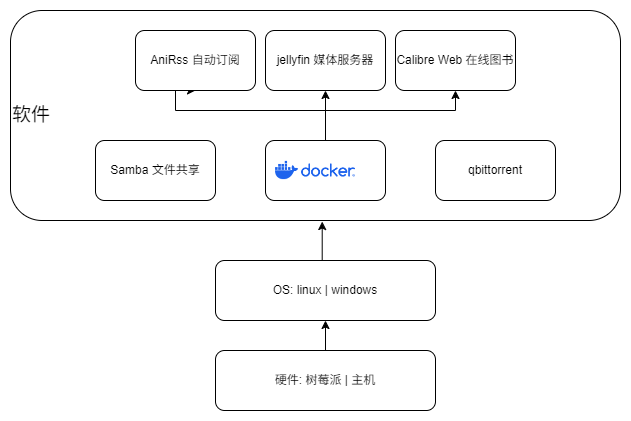 AniRss 自动订阅
jellyfin 媒体服务器
Calibre Web 在线图书
软件
Samba 文件共享
docker
qbittorrent
OS: linux | windows
硬件: 树莓派 | 主机